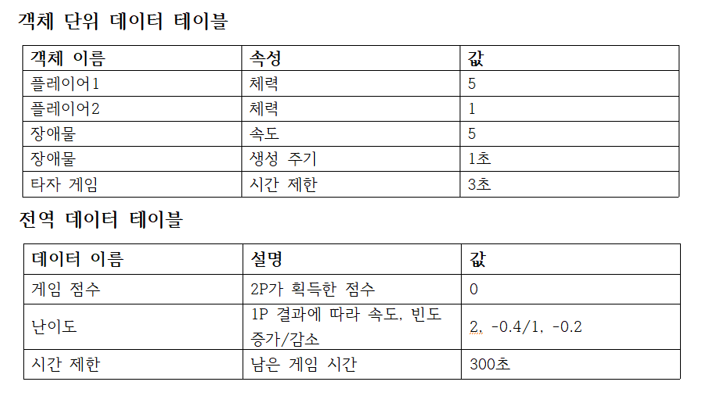 객체 단위 데이터 테이블
객체 이름 속성 값
플레이어1 체력 5
플레이어2 체력 1
장애물 속도 5
장애물 생성 주기 1초
타자 게임 시간 제한 3초
전역 데이터 테이블
데이터 이름 설명 값
게임 점수 2P가 획득한 점수 0
난이도 1P 결과에 따라 속도, 빈도 증가/감소 2, -0.4/1, -0.2
시간 제한 남은 게임 시간 300초